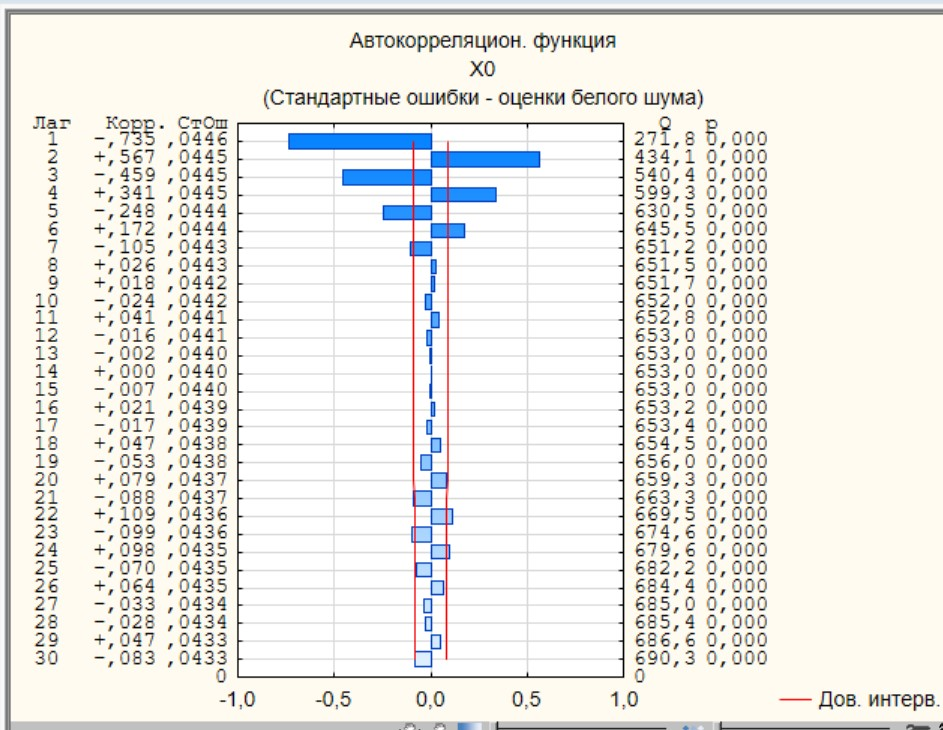 Автокорреляцион. функция
X0
(Стандартные ошибки - оценки белого шума)
Лаг Корр. СтОш Q p
1 -,735 ,0446 271,8 0,000
2 +,567 ,0445 434,1 0,000
3 -,459 ,0445 540,4 0,000
4 +,341 ,0445 599,3 0,000
5 -,248 ,0444 630,5 0,000
6 +,172 ,0444 645,5 0,000
7 -,105 ,0443 651,2 0,000
8 +,026 ,0443 651,5 0,000
9 +,018 ,0442 651,7 0,000
10 -,024 ,0442 652,0 0,000
11 +,041 ,0441 652,8 0,000
12 -,016 ,0441 653,0 0,000
13 -,002 ,0440 653,0 0,000
14 +,000 ,0440 653,0 0,000
15 -,007 ,0440 653,0 0,000
16 +,021 ,0439 653,2 0,000
17 -,017 ,0439 653,4 0,000
18 +,047 ,0438 654,5 0,000
19 -,053 ,0438 656,0 0,000
20 +,079 ,0437 659,3 0,000
21 -,088 ,0437 663,3 0,000
22 +,109 ,0436 669,5 0,000
23 -,099 ,0436 674,6 0,000
24 +,098 ,0435 679,6 0,000
25 -,070 ,0435 682,2 0,000
26 +,064 ,0435 684,4 0,000
27 -,033 ,0434 685,0 0,000
28 -,028 ,0434 685,4 0,000
29 +,047 ,0433 686,6 0,000
30 -,083 ,0433 690,3 0,000
0 0
-1,0 -0,5 0,0 0,5 1,0 Дов. интерв.